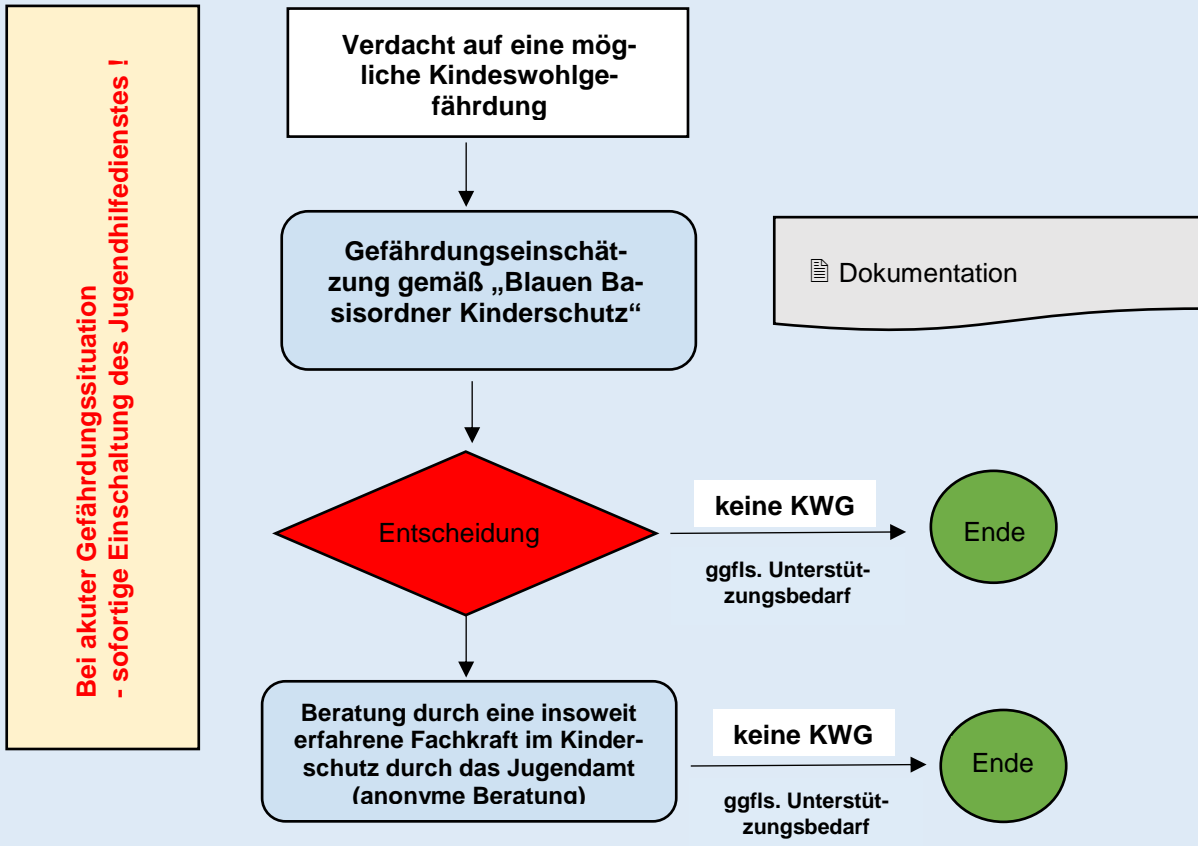 Bei akuter Gefährdungssituation
- sofortige Einschaltung des Jugendhilfedienstes !
Verdacht auf eine mög-
liche Kindeswohlge-
fährdung
Gefährdungseinschät-
zung gemäß „Blauen Ba-
sisordner Kinderschutz“
Dokumentation
Entscheidung
keine KWG
ggfls. Unterstüt-
zungsbedarf
Ende
Beratung durch eine insoweit
erfahrene Fachkraft im Kinder-
schutz durch das Jugendamt
(anonyme Beratung)
keine KWG
ggfls. Unterstüt-
zungsbedarf
Ende